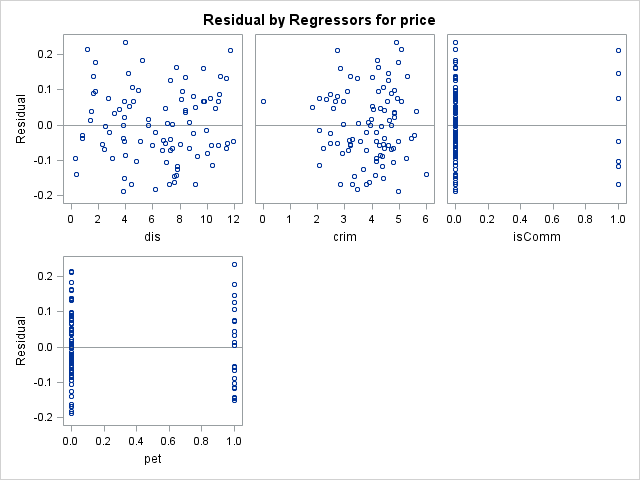 Residual by Regressors for price
Residual
0.2
0.1
0.0
-0.1
-0.2
0 2 4 6 8 10 12
dis
0 1 2 3 4 5 6
crim
0.0 0.2 0.4 0.6 0.8 1.0
isComm
Residual
0.2
0.1
0.0
-0.1
-0.2
0.0 0.2 0.4 0.6 0.8 1.0
pet